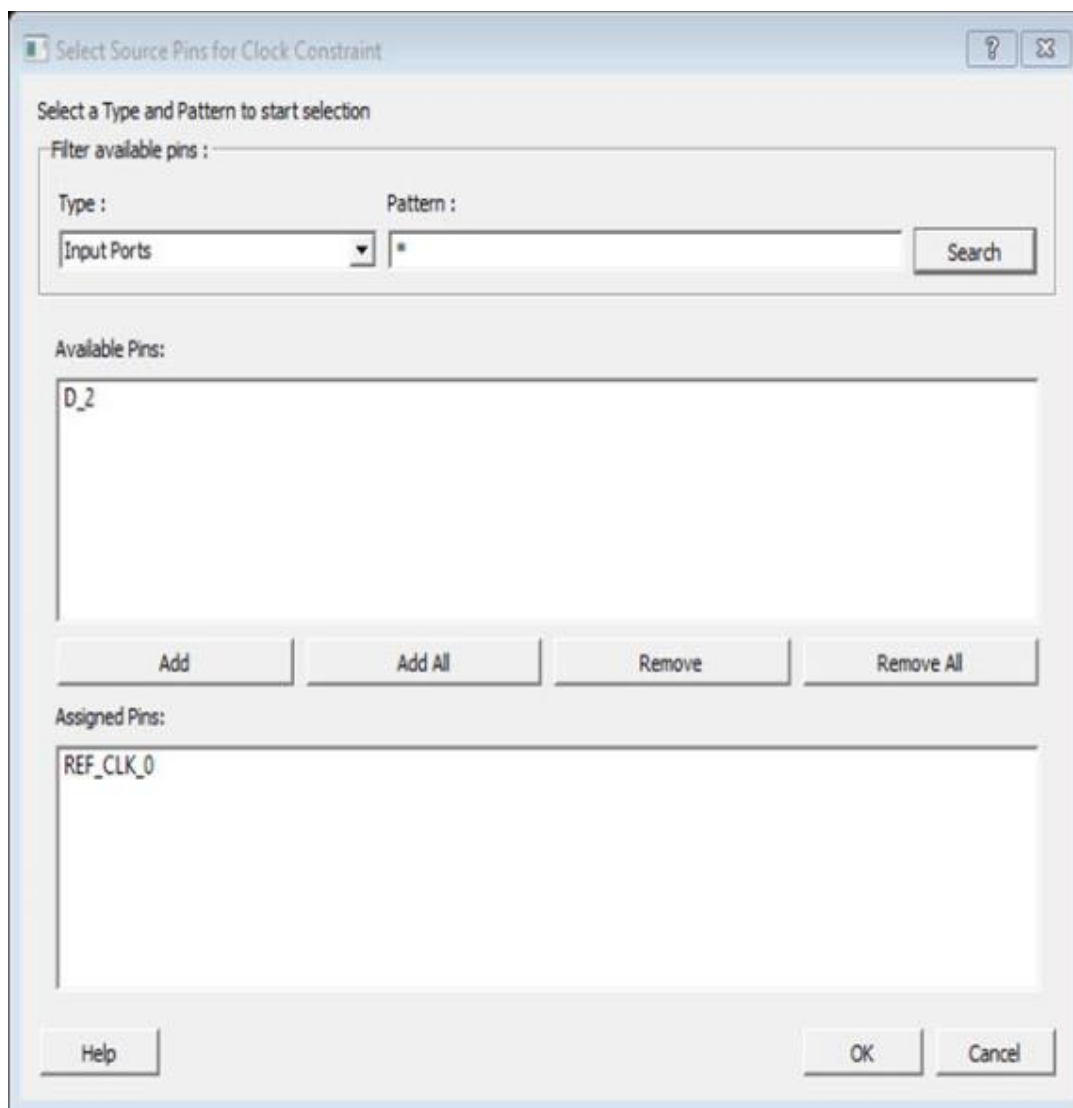 Select Source Pins for Clock Constraint
Select a Type and Pattern to start selection
Filter available pins :
Type : Pattern :
Input Ports * Search
Available Pins:
D_2
Add Add All Remove Remove All
Assigned Pins:
REF_CLK_0
Help OK Cancel